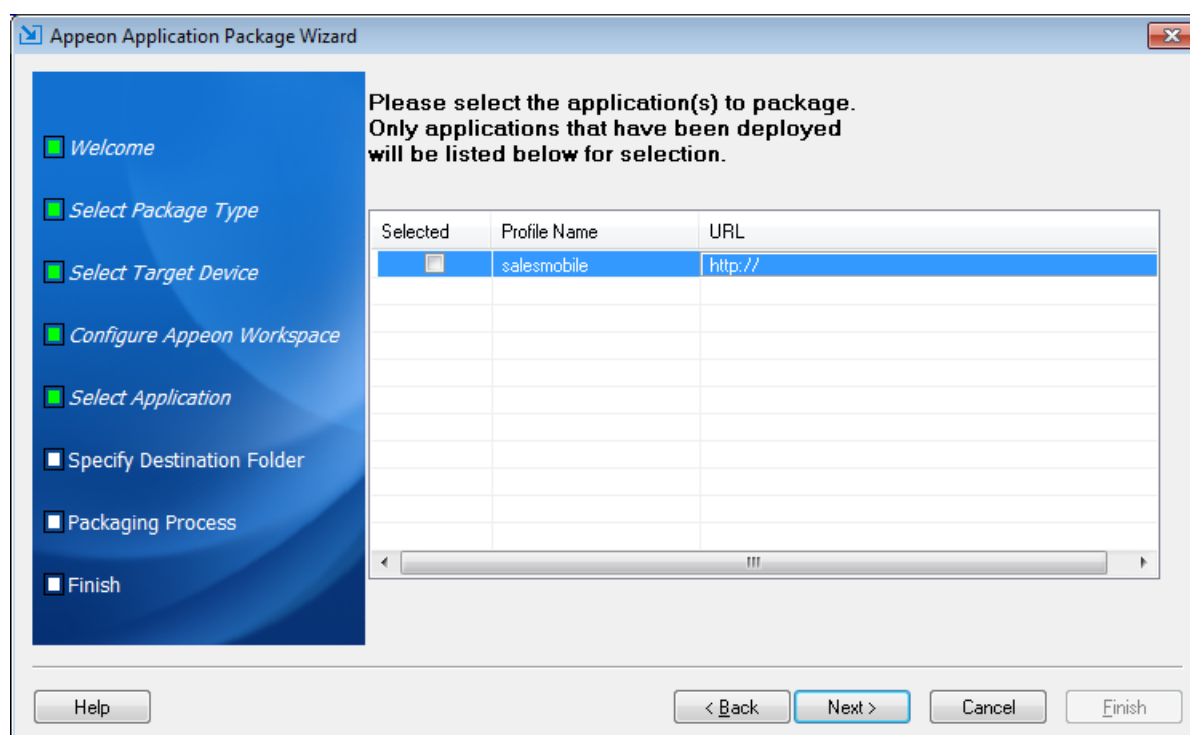 Appeon Application Package Wizard
Welcome
Select Package Type
Select Target Device
Configure Appeon Workspace
Select Application
Specify Destination Folder
Packaging Process
Finish
Please select the application(s) to package.
Only applications that have been deployed
will be listed below for selection.
Selected Profile Name URL
salesmobile http://
Help < Back Next > Cancel Finish